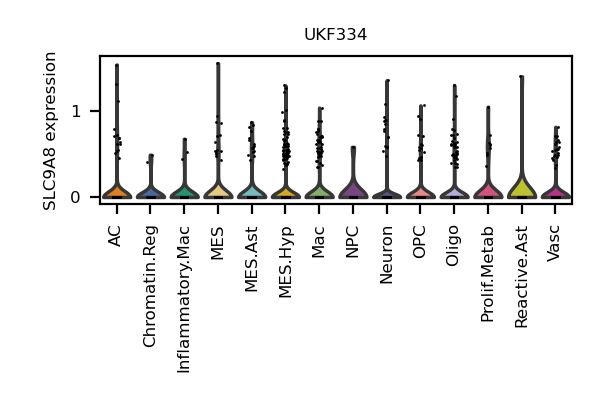 UKF334
SLC9A8 expression
1
0
AC
Chromatin.Reg
Inflammatory.Mac
MES
MES.Ast
MES.Hyp
Mac
NPC
Neuron
OPC
Oligo
Prolif.Metab
Reactive.Ast
Vasc